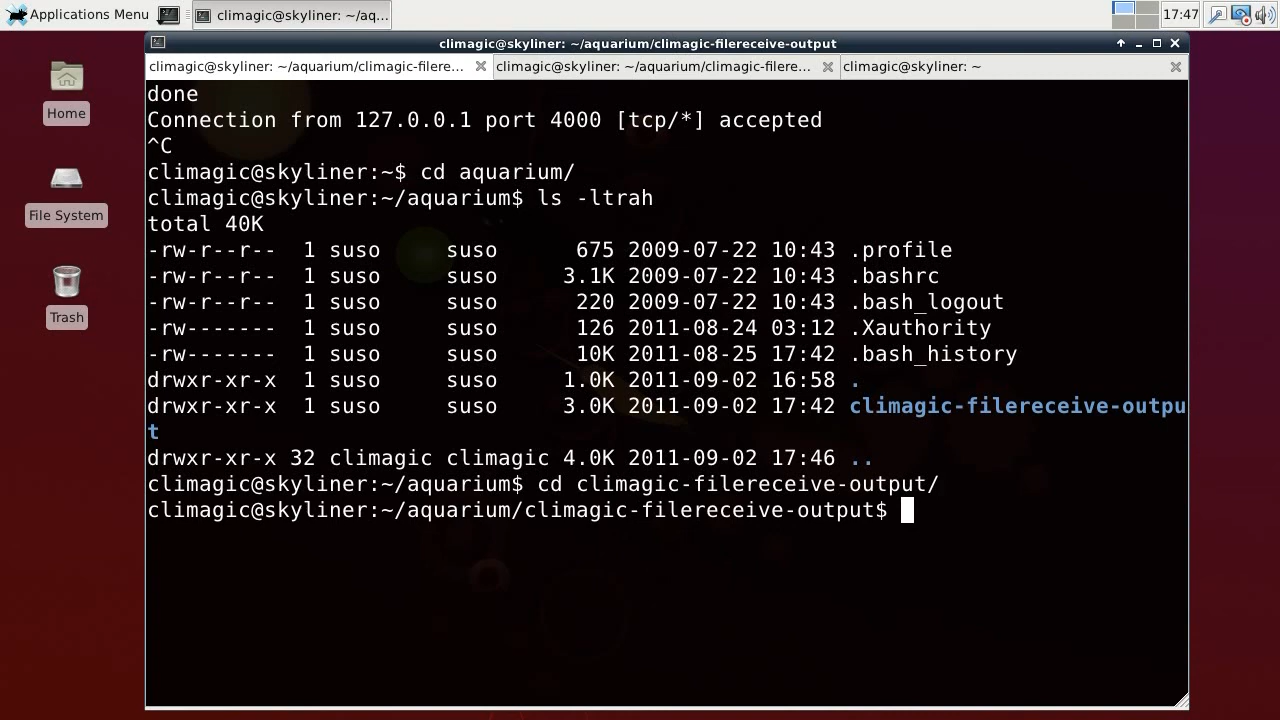 Applications Menu
climagic@skyliner: ~/aq...
17:47
Home
File System
Trash
climagic@skyliner: ~/aquarium/climagic-filereceive-output
climagic@skyliner: ~/aquarium/climagic-filere...
climagic@skyliner: ~/aquarium/climagic-filere...
climagic@skyliner: ~
done
Connection from 127.0.0.1 port 4000 [tcp/*] accepted
^C
climagic@skyliner:~$ cd aquarium/
climagic@skyliner:~/aquarium$ ls -ltrah
total 40K
-rw-r--r--  1 suso     suso      675 2009-07-22 10:43 .profile
-rw-r--r--  1 suso     suso     3.1K 2009-07-22 10:43 .bashrc
-rw-r--r--  1 suso     suso      220 2009-07-22 10:43 .bash_logout
-rw-------  1 suso     suso      126 2011-08-24 03:12 .Xauthority
-rw-------  1 suso     suso      10K 2011-08-25 17:42 .bash_history
drwxr-xr-x  1 suso     suso     1.0K 2011-09-02 16:58 .
drwxr-xr-x  1 suso     suso     3.0K 2011-09-02 17:42 climagic-filereceive-outpu
t
drwxr-xr-x 32 climagic climagic 4.0K 2011-09-02 17:46 ..
climagic@skyliner:~/aquarium$ cd climagic-filereceive-output/
climagic@skyliner:~/aquarium/climagic-filereceive-output$